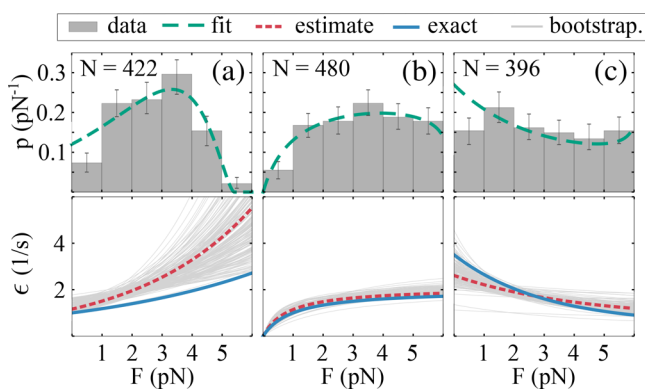 data fit estimate exact bootstrap.
N = 422 (a) N = 480 (b) N = 396 (c)
p (pN⁻¹)
0.3
0.2
0.1
ϵ (1/s)
4
2
1 2 3 4 5 1 2 3 4 5 1 2 3 4 5
F (pN) F (pN) F (pN)